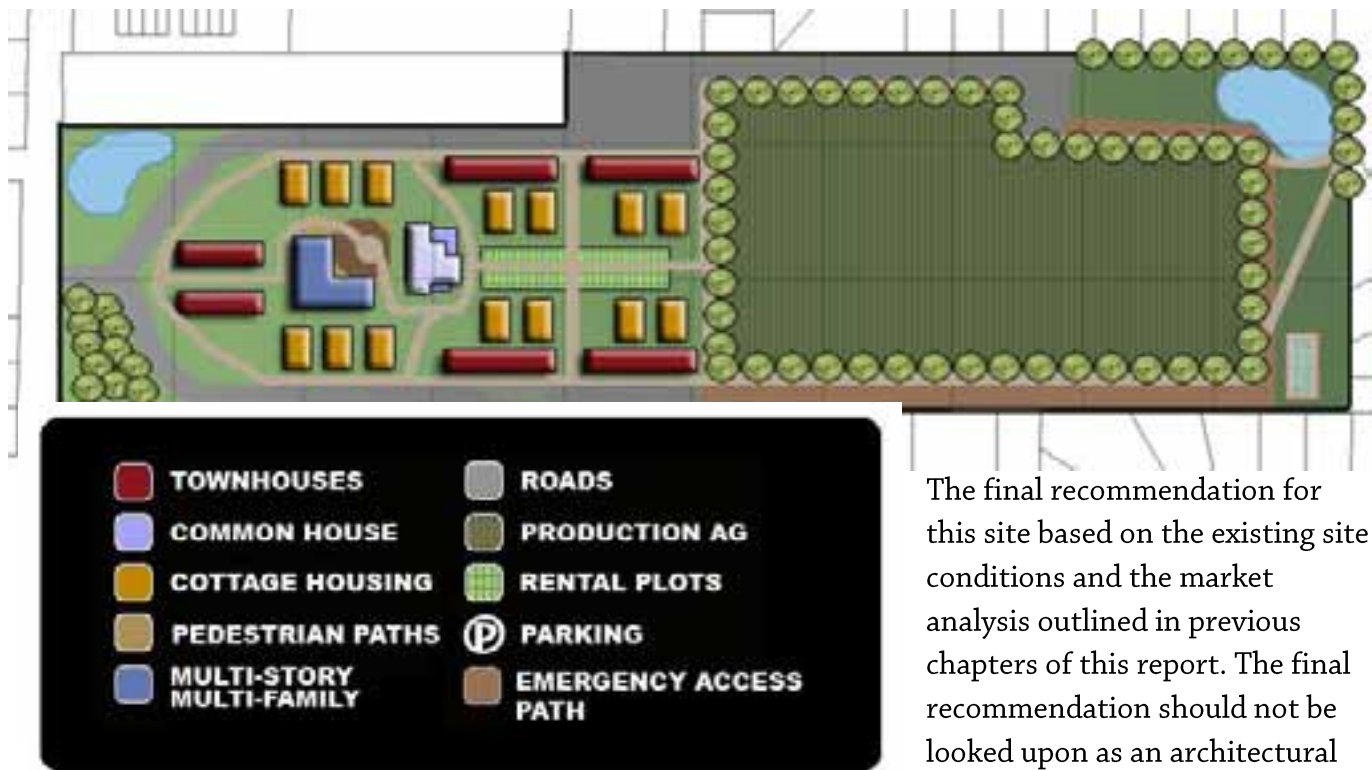 TOWNHOUSES
COMMON HOUSE
COTTAGE HOUSING
PEDESTRIAN PATHS
MULTI-STORY
MULTI-FAMILY
ROADS
PRODUCTION AG
RENTAL PLOTS
P PARKING
EMERGENCY ACCESS
PATH
The final recommendation for
this site based on the existing site
conditions and the market
analysis outlined in previous
chapters of this report. The final
recommendation should not be
looked upon as an architectural